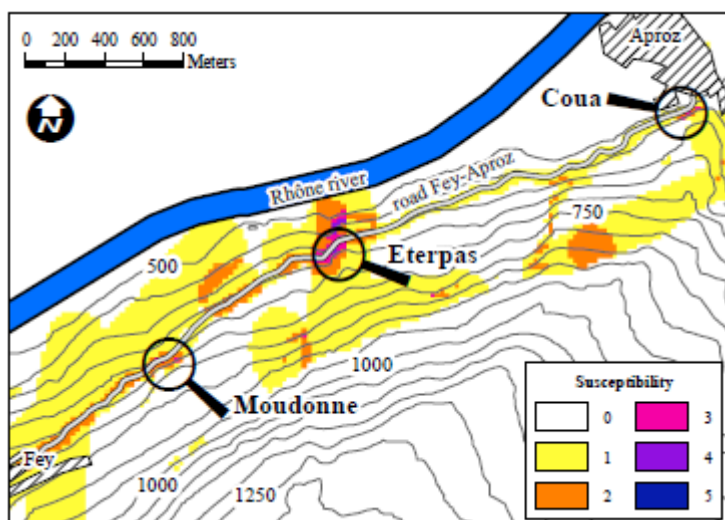 0 200 400 600 800
Meters
N
Aproz
Coua
Rhône river
road Fey-Aproz
750
500
Eterpas
1000
Moudonne
Fey
1000
1250
Susceptibility
0 3
1 4
2 5